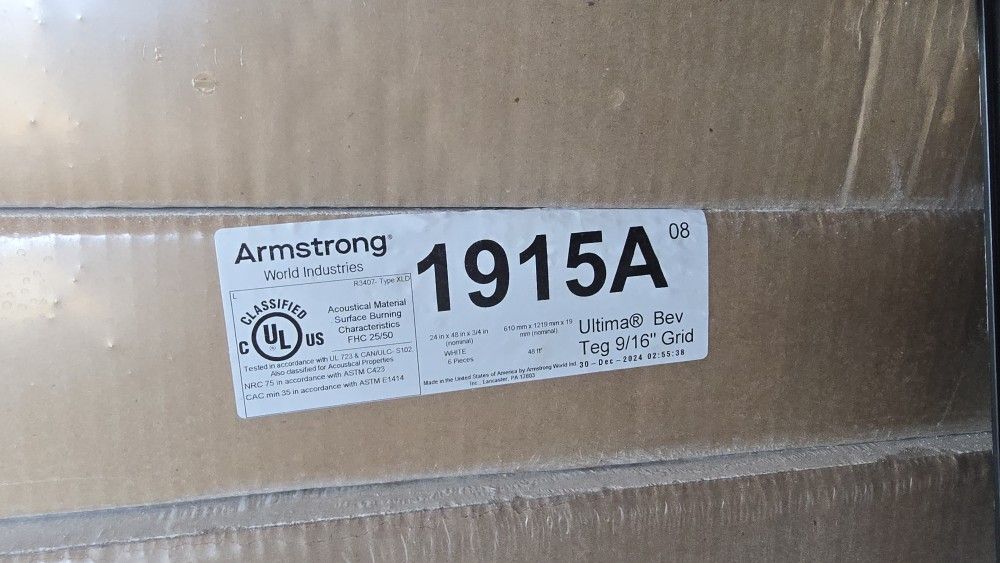 Armstrong®
World Industries
R3407- Type XLD
L
CLASSIFIED
C UL US
Acoustical Material
Surface Burning
Characteristics
FHC 25/50
Tested in accordance with UL 723 & CAN/ULC- S102.
Also classified for Acoustical Properties
NRC 75 in accordance with ASTM C423
CAC min 35 in accordance with ASTM E1414
1915A
08
24 in x 48 in x 3/4 in
(nominal)
WHITE
6 Pieces
610 mm x 1219 mm x 19
mm (nominal)
48 ft²
Ultima® Bev
Teg 9/16" Grid
30-Dec-2024 02:55:38
Made in the United States of America by Armstrong World Ind.
Inc., Lancaster, PA 17603